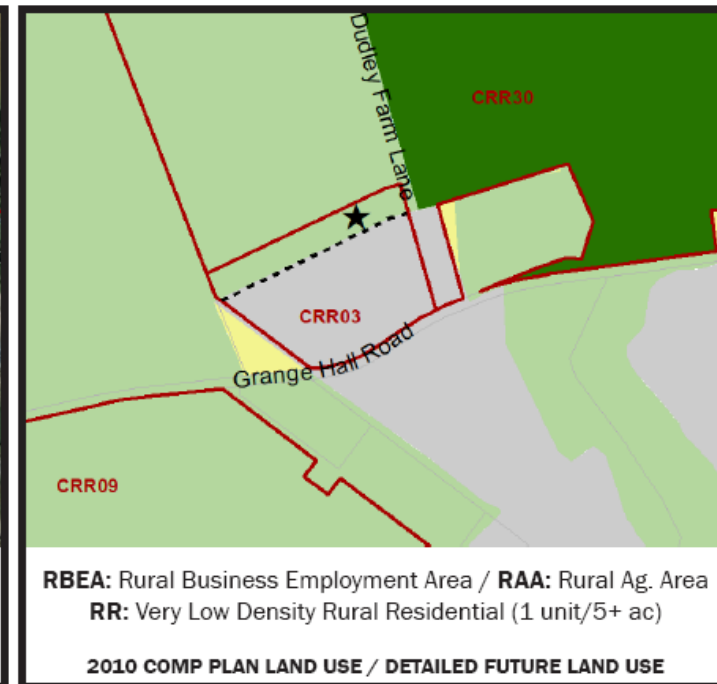 Dudley Farm Lane
CRR30
CRR03
Grange Hall Road
CRR09
RBEA: Rural Business Employment Area / RAA: Rural Ag. Area
RR: Very Low Density Rural Residential (1 unit/5+ ac)
2010 COMP PLAN LAND USE / DETAILED FUTURE LAND USE